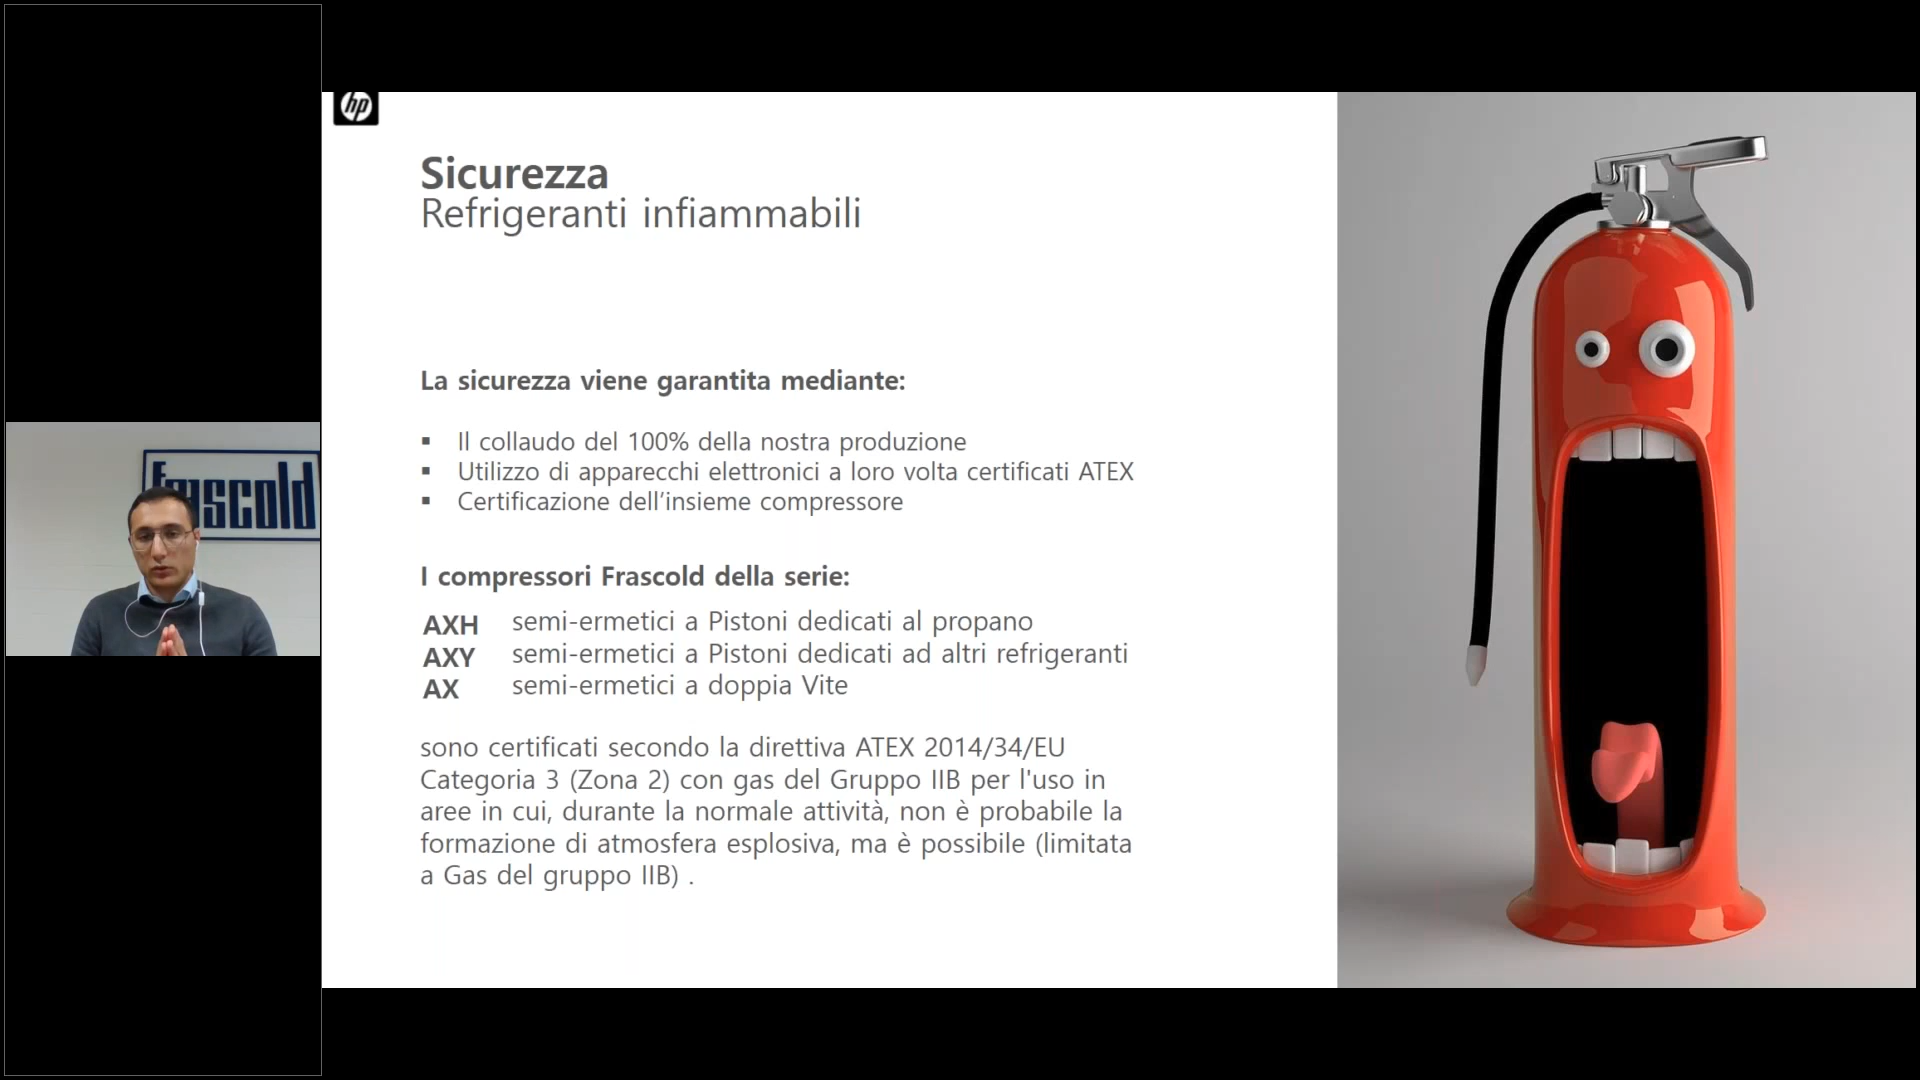 hp
Sicurezza
Refrigeranti infiammabili
La sicurezza viene garantita mediante:
▪ Il collaudo del 100% della nostra produzione
▪ Utilizzo di apparecchi elettronici a loro volta certificati ATEX
▪ Certificazione dell’insieme compressore
Frascold
I compressori Frascold della serie:
AXH semi-ermetici a Pistoni dedicati al propano
AXY semi-ermetici a Pistoni dedicati ad altri refrigeranti
AX semi-ermetici a doppia Vite
sono certificati secondo la direttiva ATEX 2014/34/EU
Categoria 3 (Zona 2) con gas del Gruppo IIB per l'uso in
aree in cui, durante la normale attività, non è probabile la
formazione di atmosfera esplosiva, ma è possibile (limitata
a Gas del gruppo IIB) .